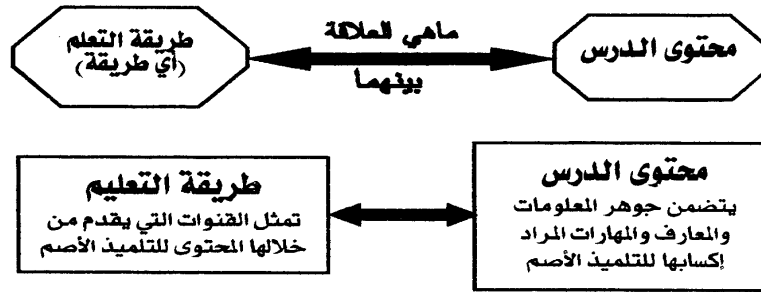 محتوى الدرس
ماهي العلاقة
بينهما
طريقة التعلم
(أي طريقة)
محتوى الدرس
يتضمن جوهر المعلومات
والمعارف والمهارات المراد
إكسابها للتلميذ الأصم
طريقة التعليم
تمثل القنوات التي يقدم من
خلالها المحتوى للتلميذ الأصم